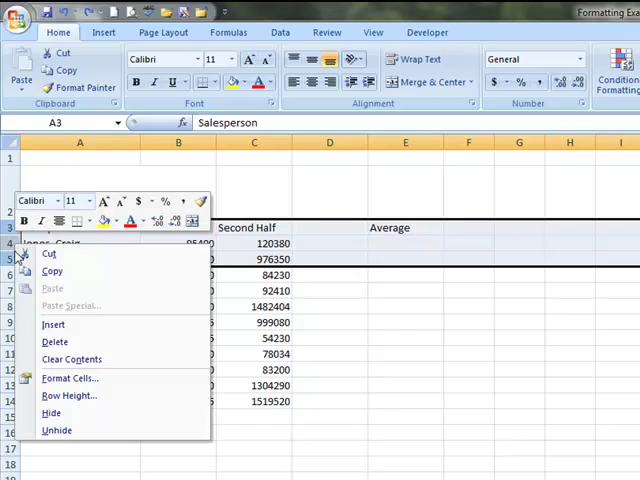 Formatting Exa
Home Insert Page Layout Formulas Data Review View Developer
Paste
Cut
Copy
Format Painter
Clipboard
Calibri 11
B I U
Font
Wrap Text
Merge & Center
Alignment
General
$ % , .00
Number
Conditional
Formatting
A3 fx Salesperson
A B C D E F G H I
1
2
Calibri 11 A A $ % ,
B I A
3 Second Half Average
4 Jones, Craig 95400 120380
5 976350
6 84230
7 92410
8 1482404
9 999080
10 54230
11 78034
12 83200
13 1304290
14 1519520
15
16
17
18
Cut
Copy
Paste
Paste Special...
Insert
Delete
Clear Contents
Format Cells...
Row Height...
Hide
Unhide